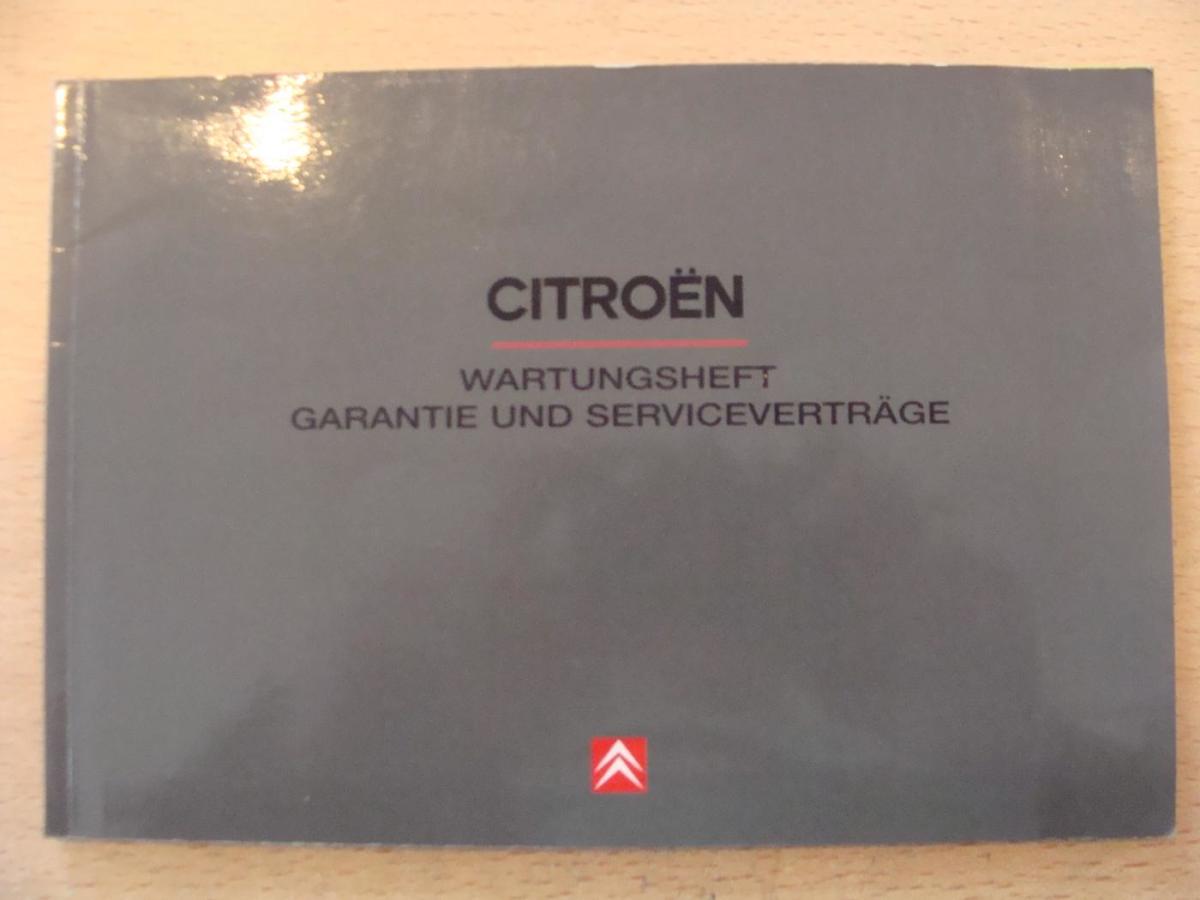 CITROËN
WARTUNGSHEFT
GARANTIE UND SERVICEVERTRÄGE